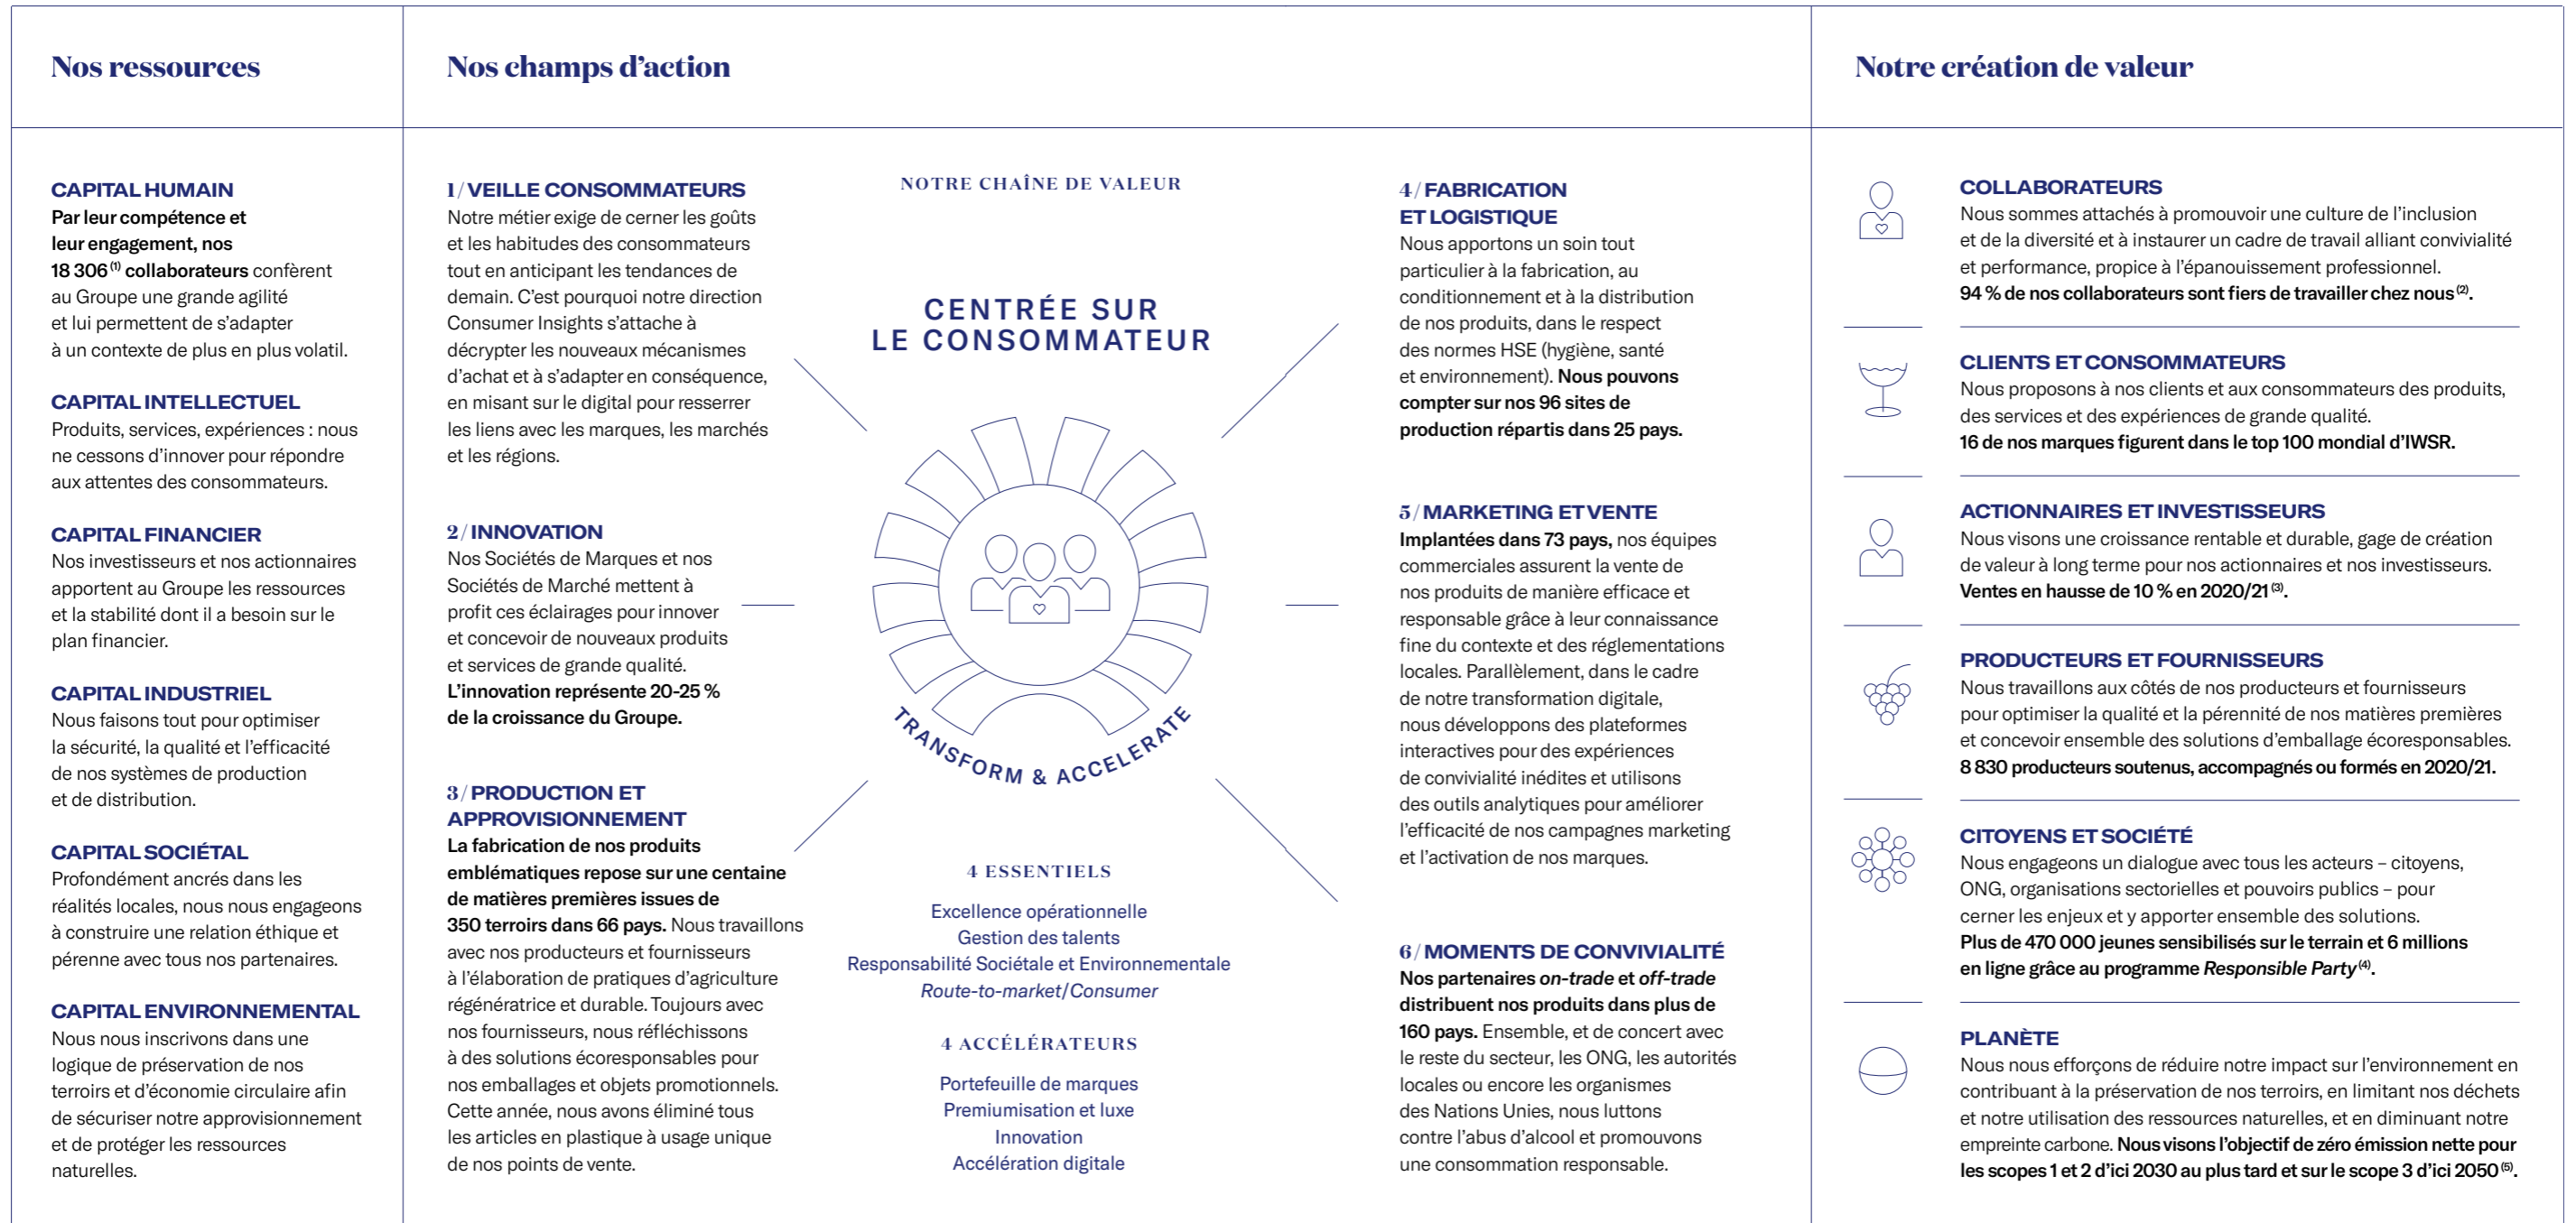 Nos ressources
Nos champs d’action
Notre création de valeur
CAPITAL HUMAIN
Par leur compétence et
leur engagement, nos
18 306 (1) collaborateurs confèrent
au Groupe une grande agilité
et lui permettent de s’adapter
à un contexte de plus en plus volatil.
CAPITAL INTELLECTUEL
Produits, services, expériences : nous
ne cessons d’innover pour répondre
aux attentes des consommateurs.
CAPITAL FINANCIER
Nos investisseurs et nos actionnaires
apportent au Groupe les ressources
et la stabilité dont il a besoin sur le
plan financier.
CAPITAL INDUSTRIEL
Nous faisons tout pour optimiser
la sécurité, la qualité et l’efficacité
de nos systèmes de production
et de distribution.
CAPITAL SOCIÉTAL
Profondément ancrés dans les
réalités locales, nous nous engageons
à construire une relation éthique et
pérenne avec tous nos partenaires.
CAPITAL ENVIRONNEMENTAL
Nous nous inscrivons dans une
logique de préservation de nos
terroirs et d’économie circulaire afin
de sécuriser notre approvisionnement
et de protéger les ressources
naturelles.
1/ VEILLE CONSOMMATEURS
Notre métier exige de cerner les goûts
et les habitudes des consommateurs
tout en anticipant les tendances de
demain. C’est pourquoi notre direction
Consumer Insights s’attache à
décrypter les nouveaux mécanismes
d’achat et à s’adapter en conséquence,
en misant sur le digital pour resserrer
les liens avec les marques, les marchés
et les régions.
2/ INNOVATION
Nos Sociétés de Marques et nos
Sociétés de Marché mettent à
profit ces éclairages pour innover
et concevoir de nouveaux produits
et services de grande qualité.
L’innovation représente 20-25 %
de la croissance du Groupe.
3/ PRODUCTION ET
APPROVISIONNEMENT
La fabrication de nos produits
emblématiques repose sur une centaine
de matières premières issues de
350 terroirs dans 66 pays. Nous travaillons
avec nos producteurs et fournisseurs
à l’élaboration de pratiques d’agriculture
régénératrice et durable. Toujours avec
nos fournisseurs, nous réfléchissons
à des solutions écoresponsables pour
nos emballages et objets promotionnels.
Cette année, nous avons éliminé tous
les articles en plastique à usage unique
de nos points de vente.
NOTRE CHAÎNE DE VALEUR
CENTRÉE SUR
LE CONSOMMATEUR
TRANSFORM & ACCELERATE
4 ESSENTIELS
Excellence opérationnelle
Gestion des talents
Responsabilité Sociétale et Environnementale
Route-to-market/Consumer
4 ACCÉLÉRATEURS
Portefeuille de marques
Premiumisation et luxe
Innovation
Accélération digitale
4/ FABRICATION
ET LOGISTIQUE
Nous apportons un soin tout
particulier à la fabrication, au
conditionnement et à la distribution
de nos produits, dans le respect
des normes HSE (hygiène, santé
et environnement). Nous pouvons
compter sur nos 96 sites de
production répartis dans 25 pays.
5/ MARKETING ET VENTE
Implantées dans 73 pays, nos équipes
commerciales assurent la vente de
nos produits de manière efficace et
responsable grâce à leur connaissance
fine du contexte et des réglementations
locales. Parallèlement, dans le cadre
de notre transformation digitale,
nous développons des plateformes
interactives pour des expériences
de convivialité inédites et utilisons
des outils analytiques pour améliorer
l’efficacité de nos campagnes marketing
et l’activation de nos marques.
6/ MOMENTS DE CONVIVIALITÉ
Nos partenaires on-trade et off-trade
distribuent nos produits dans plus de
160 pays. Ensemble, et de concert avec
le reste du secteur, les ONG, les autorités
locales ou encore les organismes
des Nations Unies, nous luttons
contre l’abus d’alcool et promouvons
une consommation responsable.
COLLABORATEURS
Nous sommes attachés à promouvoir une culture de l’inclusion
et de la diversité et à instaurer un cadre de travail alliant convivialité
et performance, propice à l’épanouissement professionnel.
94 % de nos collaborateurs sont fiers de travailler chez nous (2).
CLIENTS ET CONSOMMATEURS
Nous proposons à nos clients et aux consommateurs des produits,
des services et des expériences de grande qualité.
16 de nos marques figurent dans le top 100 mondial d’IWSR.
ACTIONNAIRES ET INVESTISSEURS
Nous visons une croissance rentable et durable, gage de création
de valeur à long terme pour nos actionnaires et nos investisseurs.
Ventes en hausse de 10 % en 2020/21 (3).
PRODUCTEURS ET FOURNISSEURS
Nous travaillons aux côtés de nos producteurs et fournisseurs
pour optimiser la qualité et la pérennité de nos matières premières
et concevoir ensemble des solutions d’emballage écoresponsables.
8 830 producteurs soutenus, accompagnés ou formés en 2020/21.
CITOYENS ET SOCIÉTÉ
Nous engageons un dialogue avec tous les acteurs – citoyens,
ONG, organisations sectorielles et pouvoirs publics – pour
cerner les enjeux et y apporter ensemble des solutions.
Plus de 470 000 jeunes sensibilisés sur le terrain et 6 millions
en ligne grâce au programme Responsible Party (4).
PLANÈTE
Nous nous efforçons de réduire notre impact sur l’environnement en
contribuant à la préservation de nos terroirs, en limitant nos déchets
et notre utilisation des ressources naturelles, et en diminuant notre
empreinte carbone. Nous visons l’objectif de zéro émission nette pour
les scopes 1 et 2 d’ici 2030 au plus tard et sur le scope 3 d’ici 2050 (5).